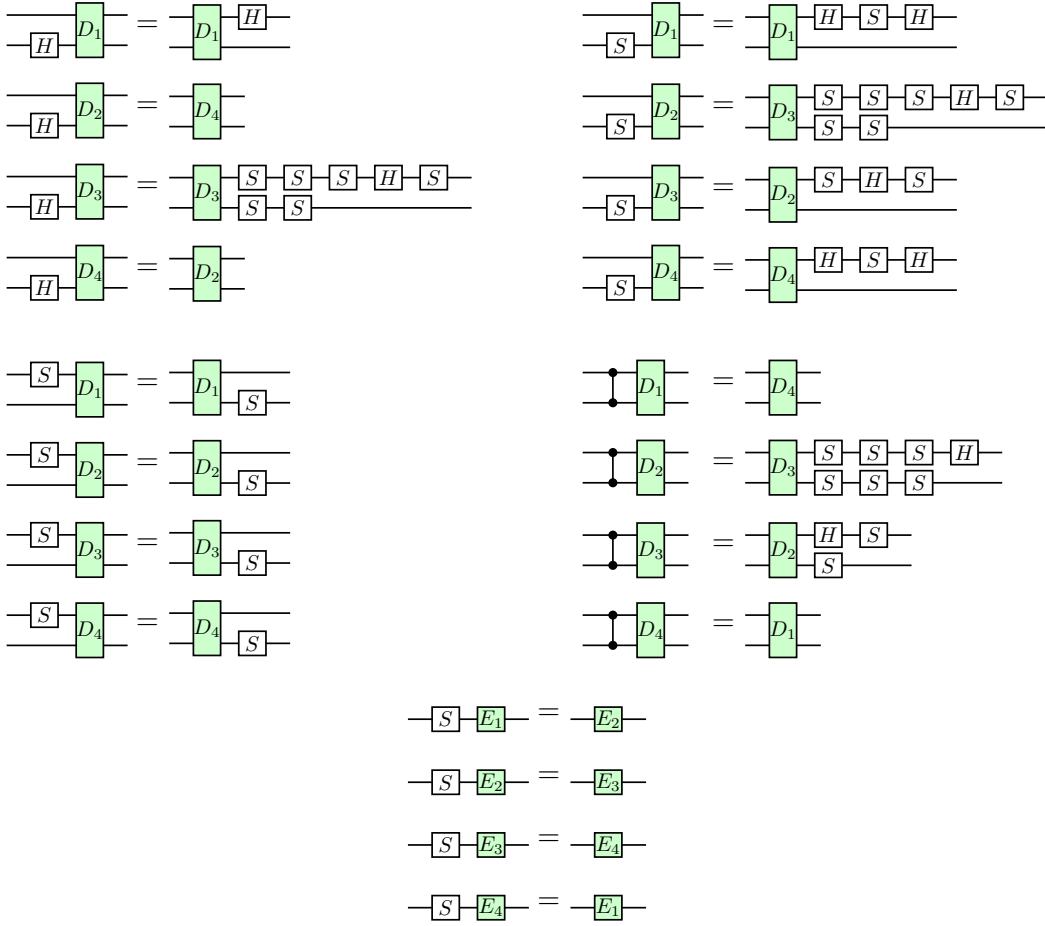 D₁ = D₁ H
H
D₁ = D₁ H S H
S
D₂ = D₄
H
D₂ = D₃ S S S H S
S S S
D₃ = D₃ S S S H S
H S S
D₃ = D₂ S H S
S
D₄ = D₂
H
D₄ = D₄ H S H
S
S D₁ = D₁ S
D₁ = D₄
S D₂ = D₂ S
D₂ = D₃ S S S H
S S S
S D₃ = D₃ S
D₃ = D₂ H S
S
S D₄ = D₄ S
D₄ = D₁
S E₁ = E₂
S E₂ = E₃
S E₃ = E₄
S E₄ = E₁